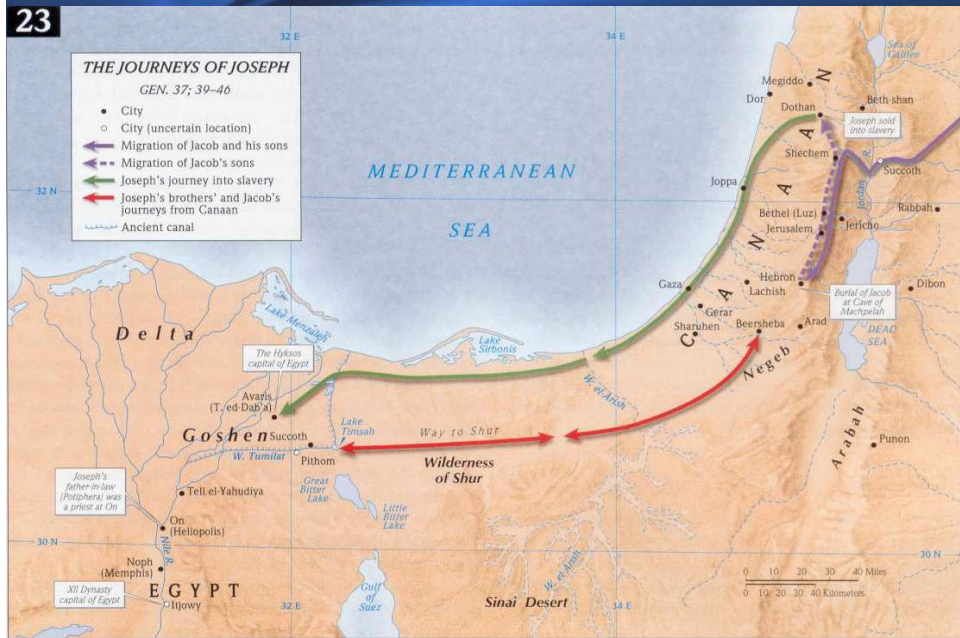 23
THE JOURNEYS OF JOSEPH
GEN. 37; 39–46
City
City (uncertain location)
Migration of Jacob and his sons
Migration of Jacob's sons
Joseph's journey into slavery
Joseph's brothers' and Jacob's
journeys from Canaan
Ancient canal
32 E
34 E
Sea of
Galilee
Megiddo
Dor
Beth-shan
Dothan
Joseph sold
into slavery
Shechem
MEDITERRANEAN
SEA
32 N
Succoth
Jordan R.
Joppa
CANAAN
Rabbah
Bethel (Luz)
Jericho
Jerusalem
Hebron
Lachish
Gaza
Burial of Jacob
at Cave of
Machpelah
Dibon
Gerar
Sharuhen
Beersheba
Arad
DEAD
SEA
Negeb
Lake Menzaleh
Delta
Lake
Sirbonis
The Hyksos
capital of Egypt
W. el-Arish
Avaris
(T. ed-Dab'a)
Goshen
Succoth
Lake
Timsah
Way to Shur
W. Tumilat
Pithom
Wilderness
of Shur
Arabah
Punon
Great
Bitter
Lake
Joseph's
father-in-law
(Potiphera) was
a priest at On
Tell el-Yahudiya
Little
Bitter
Lake
On
(Heliopolis)
30 N
30 N
Nile R.
Noph
(Memphis)
W. el-Arish
EGYPT
XII Dynasty
capital of Egypt
Itjowy
32 E
Gulf
of
Suez
Sinai Desert
34 E
0 10 20 30 40 Miles
0 10 20 30 40 Kilometers